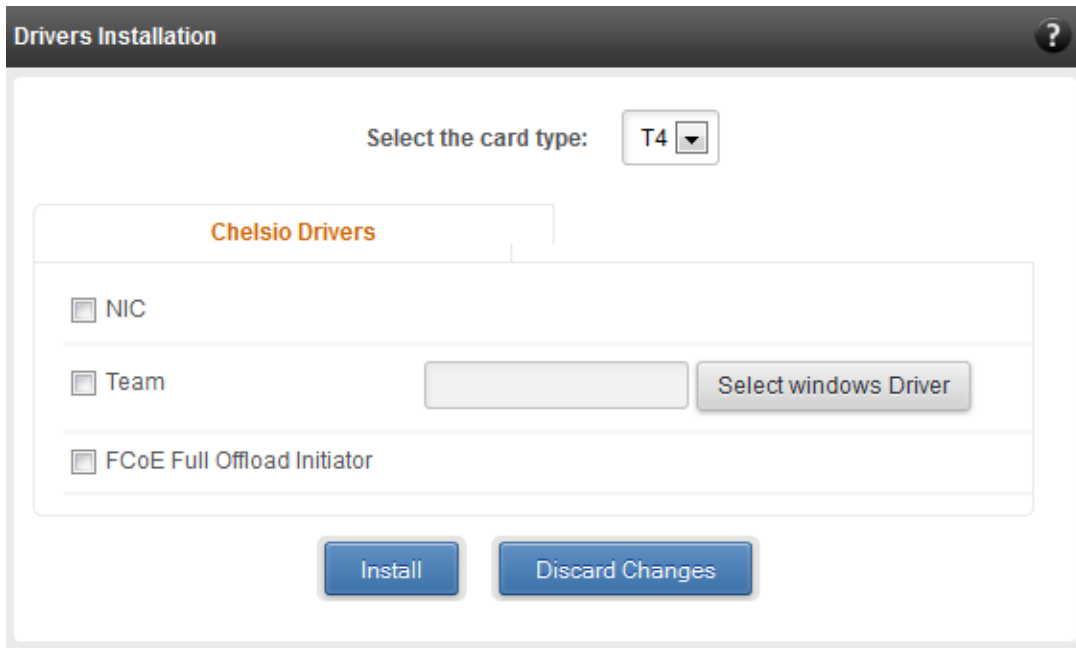 Drivers Installation ?
Select the card type: T4
Chelsio Drivers
NIC
Team Select windows Driver
FCoE Full Offload Initiator
Install Discard Changes